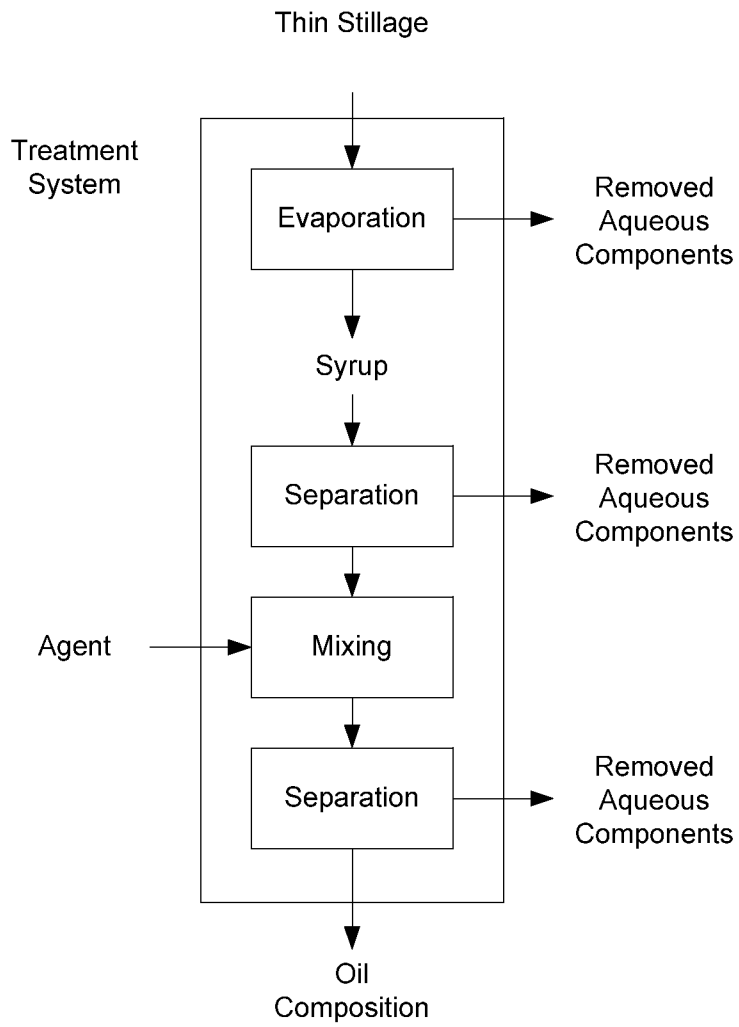 Thin Stillage
Treatment
System
Evaporation
Removed
Aqueous
Components
Syrup
Separation
Removed
Aqueous
Components
Agent
Mixing
Separation
Removed
Aqueous
Components
Oil
Composition